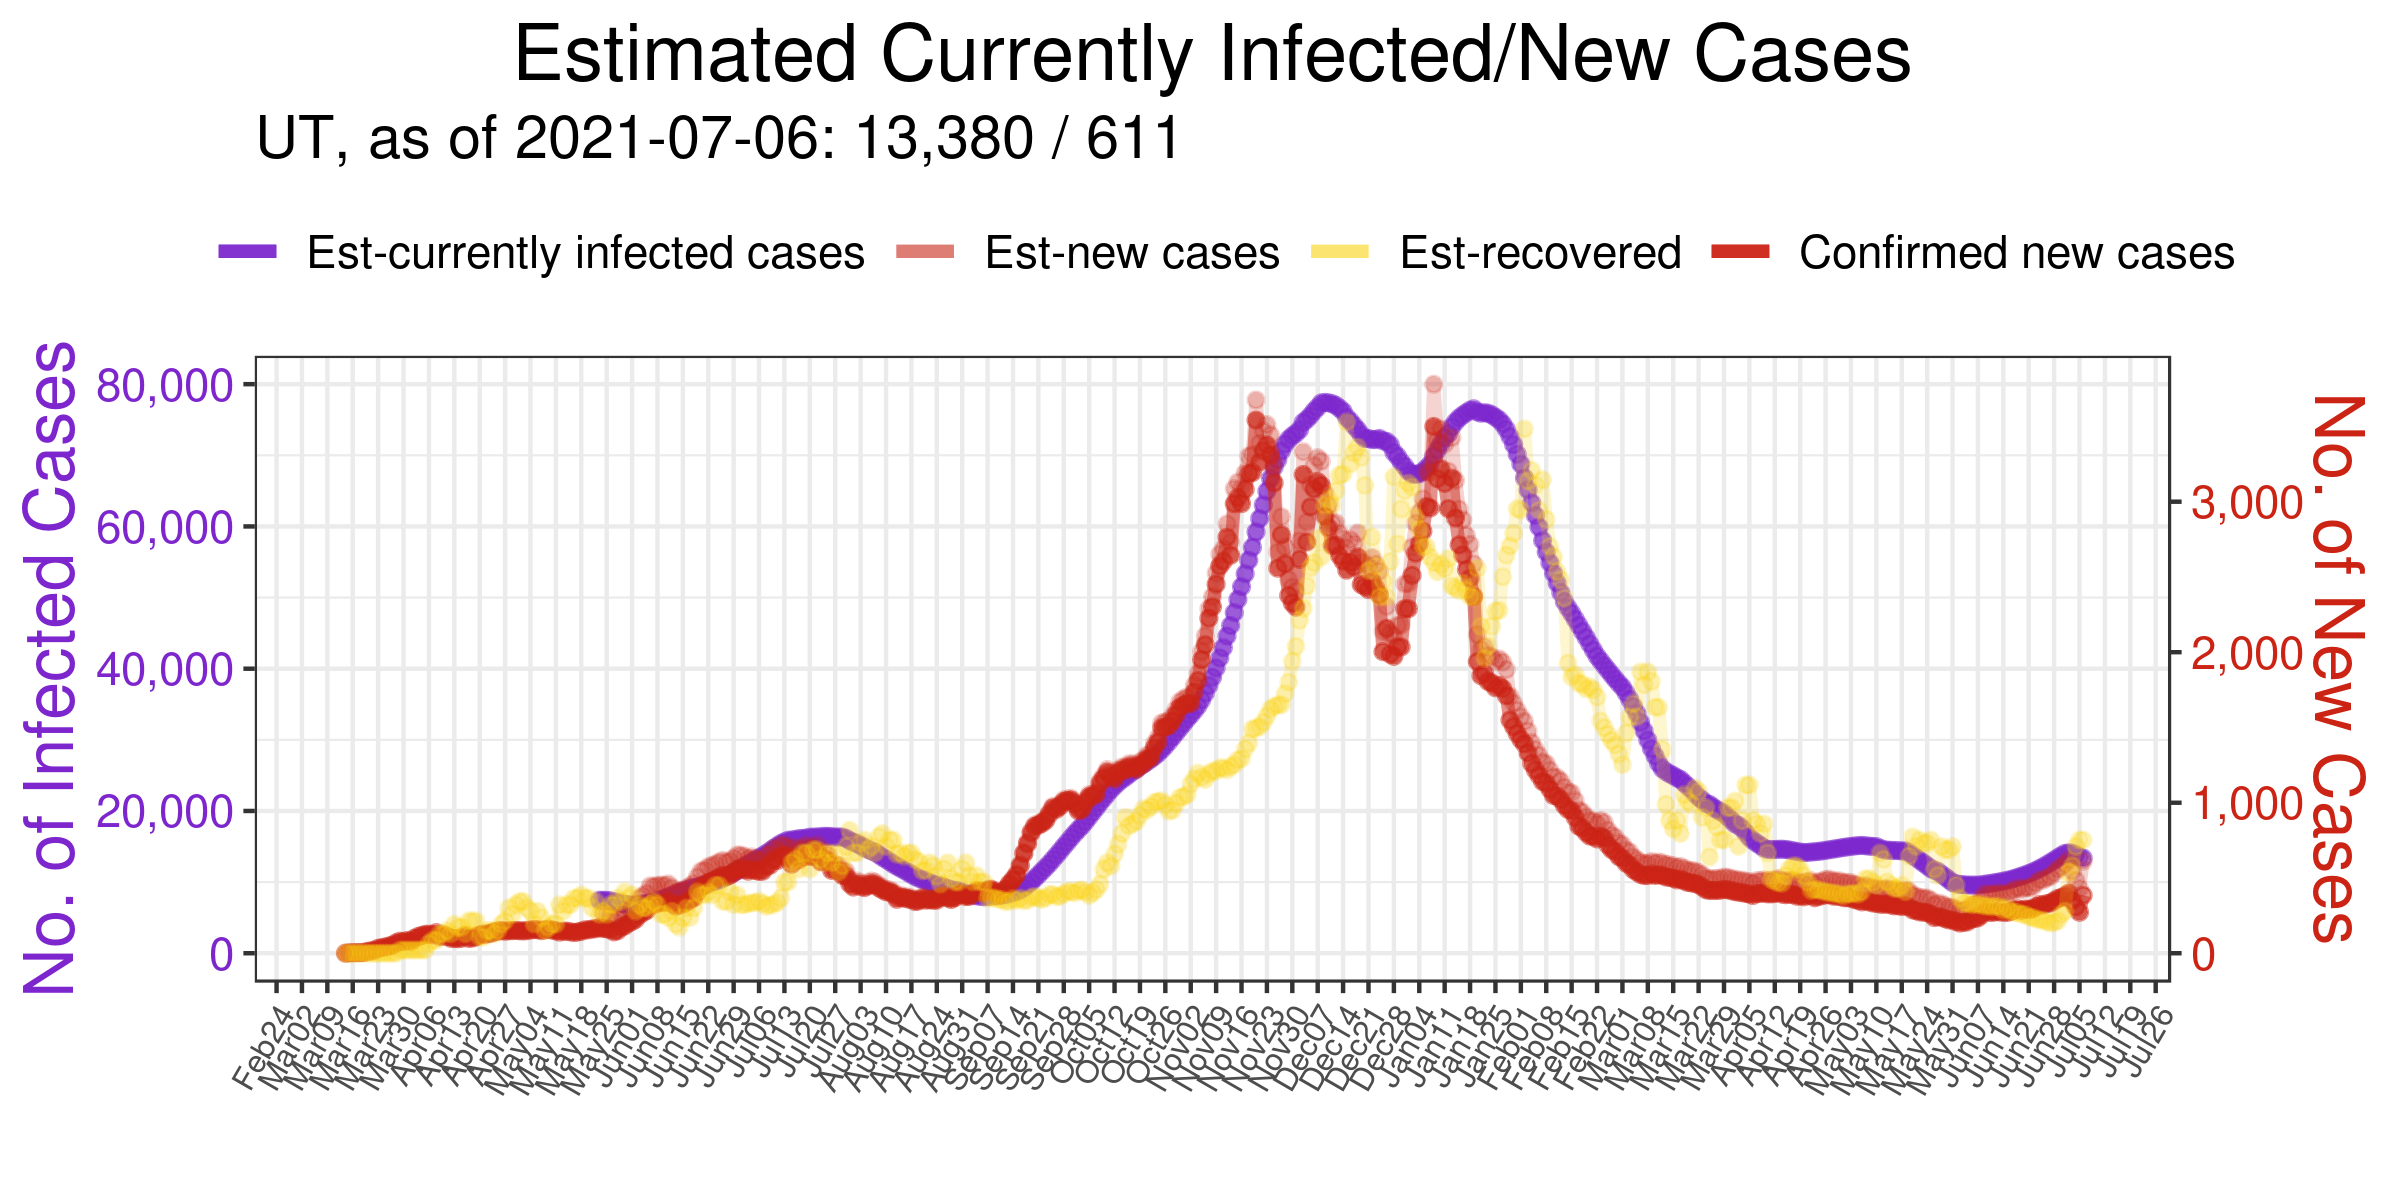 Estimated Currently Infected/New Cases
UT, as of 2021-07-06: 13,380 / 611
Est-currently infected cases Est-new cases Est-recovered Confirmed new cases
No. of Infected Cases
80,000
60,000
40,000
20,000
0
No. of New Cases
3,000
2,000
1,000
0
Feb24 Mar02 Mar09 Mar16 Mar23 Mar30 Apr06 Apr13 Apr20 Apr27 May04 May11 May18 May25 Jun01 Jun08 Jun15 Jun22 Jun29 Jul06 Jul13 Jul20 Jul27 Aug03 Aug10 Aug17 Aug24 Aug31 Sep07 Sep14 Sep21 Sep28 Oct05 Oct12 Oct19 Oct26 Nov02 Nov09 Nov16 Nov23 Nov30 Dec07 Dec14 Dec21 Dec28 Jan04 Jan11 Jan18 Jan25 Feb01 Feb08 Feb15 Feb22 Mar01 Mar08 Mar15 Mar22 Mar29 Apr05 Apr12 Apr19 Apr26 May03 May10 May17 May24 May31 Jun07 Jun14 Jun21 Jun28 Jul05 Jul12 Jul19 Jul26